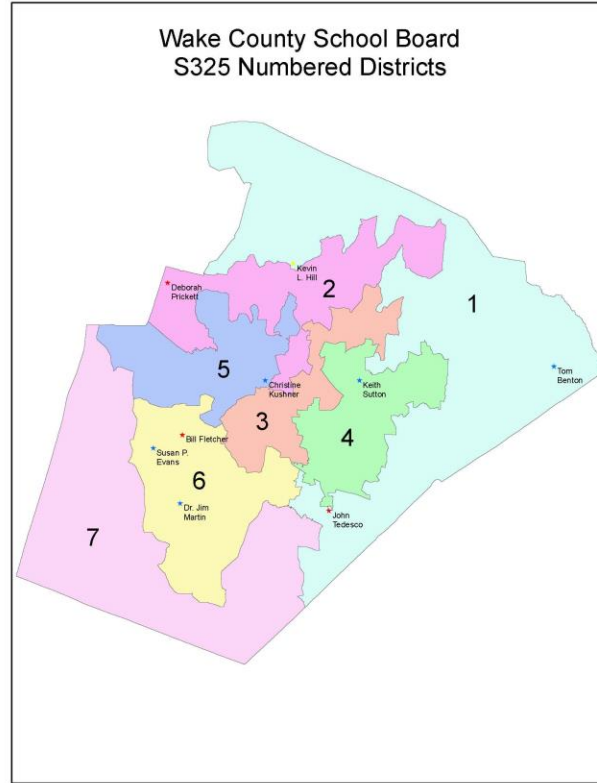 Wake County School Board
S325 Numbered Districts
Kevin
L. Hill
Deborah
Prickett
2
1
5
Tom
Benton
Christine
Kushner
Keith
Sutton
3
4
Bill Fletcher
Susan P.
Evans
6
Dr. Jim
Martin
John
Tedesco
7